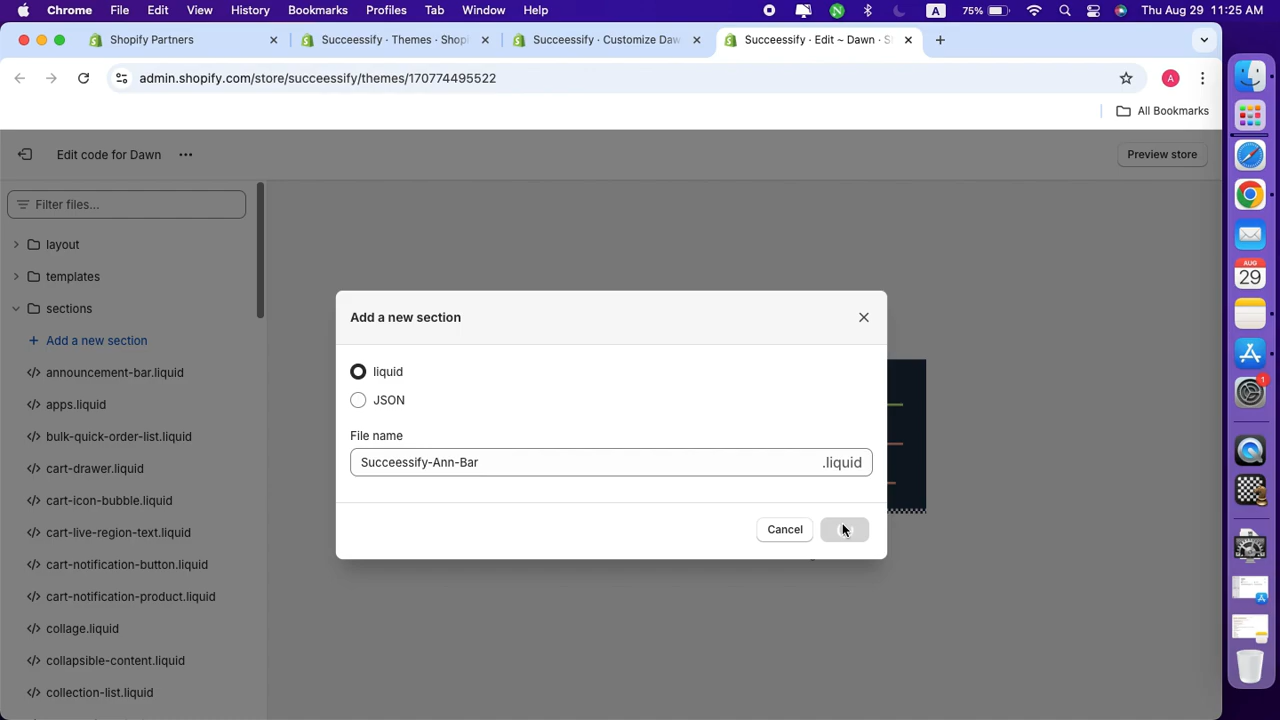 Chrome File Edit View History Bookmarks Profiles Tab Window Help A 75% Thu Aug 29 11:25 AM
Shopify Partners
Succeessify · Themes · Shopi
Succeessify · Customize Daw
Succeessify · Edit ~ Dawn · S
admin.shopify.com/store/succeessify/themes/170774495522
A
All Bookmarks
Edit code for Dawn
Preview store
Filter files...
layout
templates
sections
Add a new section
announcement-bar.liquid
apps.liquid
bulk-quick-order-list.liquid
cart-drawer.liquid
cart-icon-bubble.liquid
cart-live-region-text.liquid
cart-notification-button.liquid
cart-notification-product.liquid
collage.liquid
collapsible-content.liquid
collection-list.liquid
Add a new section
liquid
JSON
File name
Succeessify-Ann-Bar .liquid
Cancel
AUG
29
1